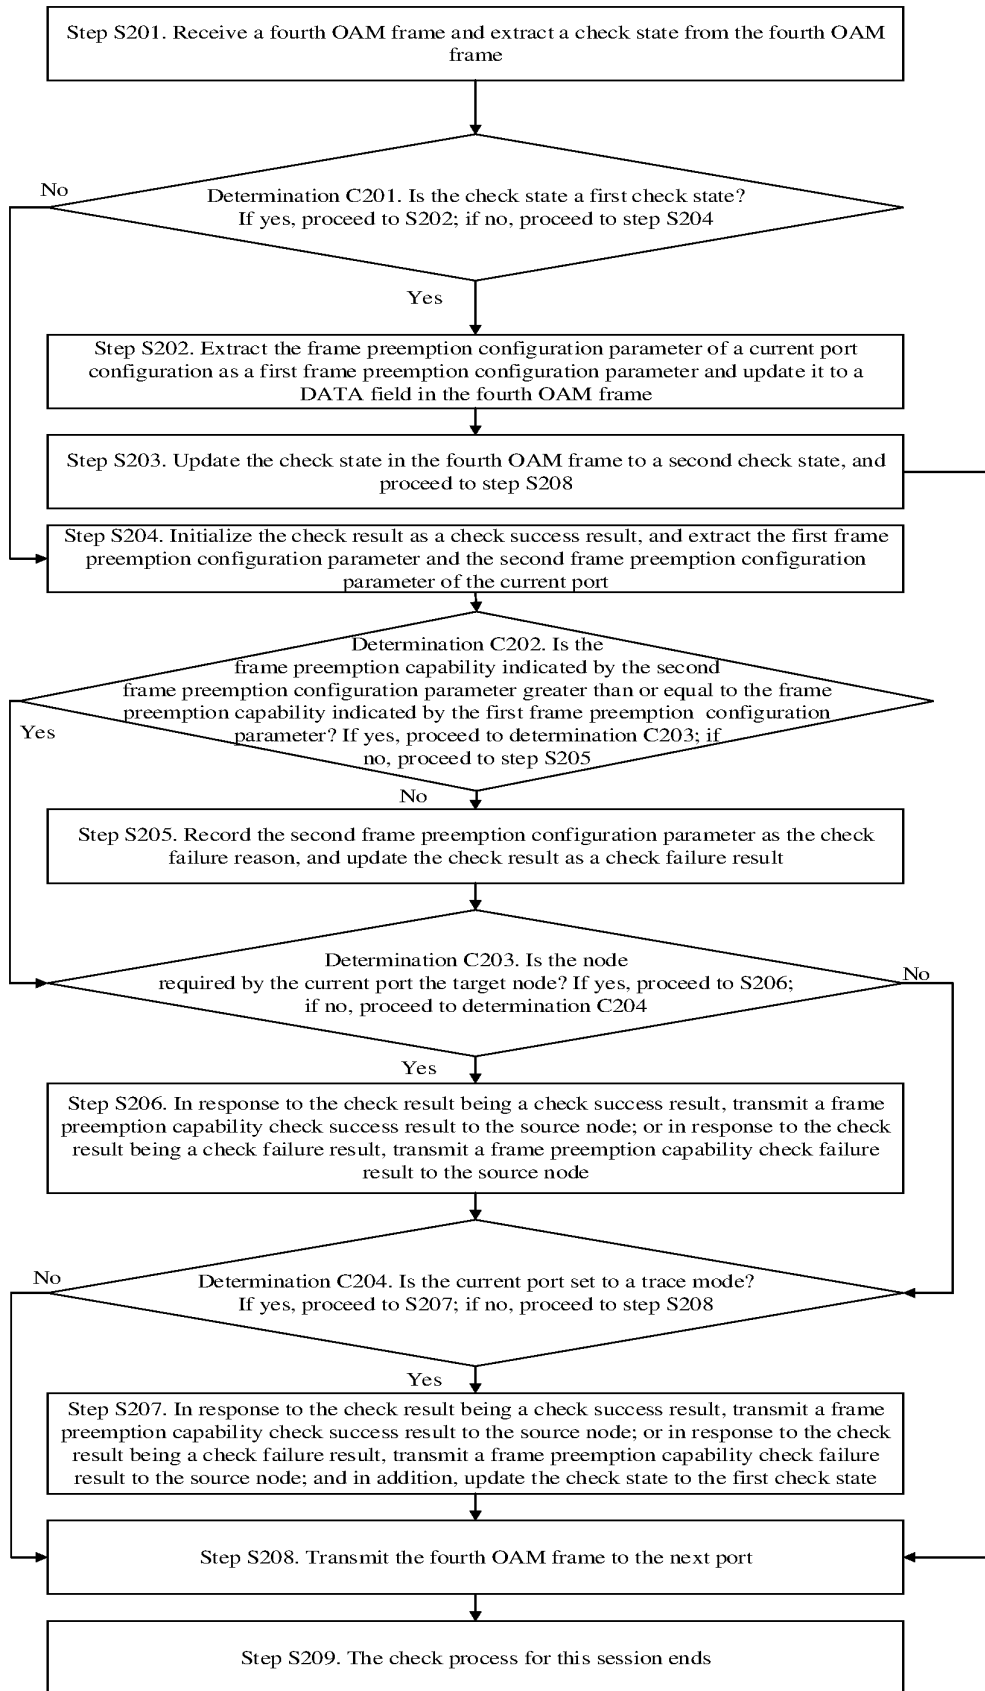 Step S201. Receive a fourth OAM frame and extract a check state from the fourth OAM
frame
No
Determination C201. Is the check state a first check state?
If yes, proceed to S202; if no, proceed to step S204
Yes
Step S202. Extract the frame preemption configuration parameter of a current port
configuration as a first frame preemption configuration parameter and update it to a
DATA field in the fourth OAM frame
Step S203. Update the check state in the fourth OAM frame to a second check state, and
proceed to step S208
Step S204. Initialize the check result as a check success result, and extract the first frame
preemption configuration parameter and the second frame preemption configuration
parameter of the current port
Determination C202. Is the
frame preemption capability indicated by the second
frame preemption configuration parameter greater than or equal to the frame
preemption capability indicated by the first frame preemption configuration
parameter? If yes, proceed to determination C203; if
no, proceed to step S205
Yes
No
Step S205. Record the second frame preemption configuration parameter as the check
failure reason, and update the check result as a check failure result
Determination C203. Is the node
required by the current port the target node? If yes, proceed to S206;
if no, proceed to determination C204
No
Yes
Step S206. In response to the check result being a check success result, transmit a frame
preemption capability check success result to the source node; or in response to the check
result being a check failure result, transmit a frame preemption capability check failure
result to the source node
No
Determination C204. Is the current port set to a trace mode?
If yes, proceed to S207; if no, proceed to step S208
Yes
Step S207. In response to the check result being a check success result, transmit a frame
preemption capability check success result to the source node; or in response to the check
result being a check failure result, transmit a frame preemption capability check failure
result to the source node; and in addition, update the check state to the first check state
Step S208. Transmit the fourth OAM frame to the next port
Step S209. The check process for this session ends